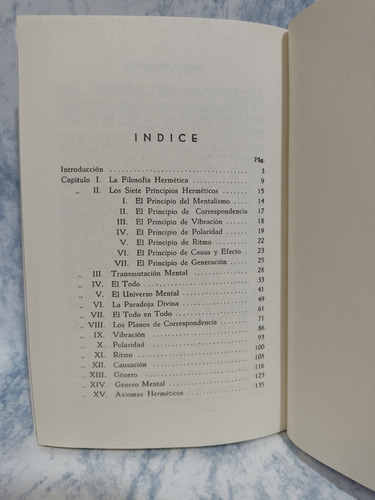 INDICE
Pág.
Introducción 3
Capítulo I. La Filosofía Hermética 9
„ II. Los Siete Principios Herméticos 15
I. El Principio del Mentalismo 14
II. El Principio de Correspondencia 17
III. El Principio de Vibración 18
IV. El Principio de Polaridad 19
V. El Principio de Ritmo 22
VI. El Principio de Causa y Efecto 23
VII. El Principio de Generación 25
„ III. Transmutación Mental 28
„ IV. El Todo 33
„ V. El Universo Mental 41
„ VI. La Paradoja Divina 49
„ VII. El Todo en Todo 61
„ VIII. Los Planos de Correspondencia 71
„ IX. Vibración 86
„ X. Polaridad 93
„ XI. Ritmo 100
„ XII. Causación 108
„ XIII. Género 116
„ XIV. Género Mental 123
„ XV. Axiomas Herméticos 135